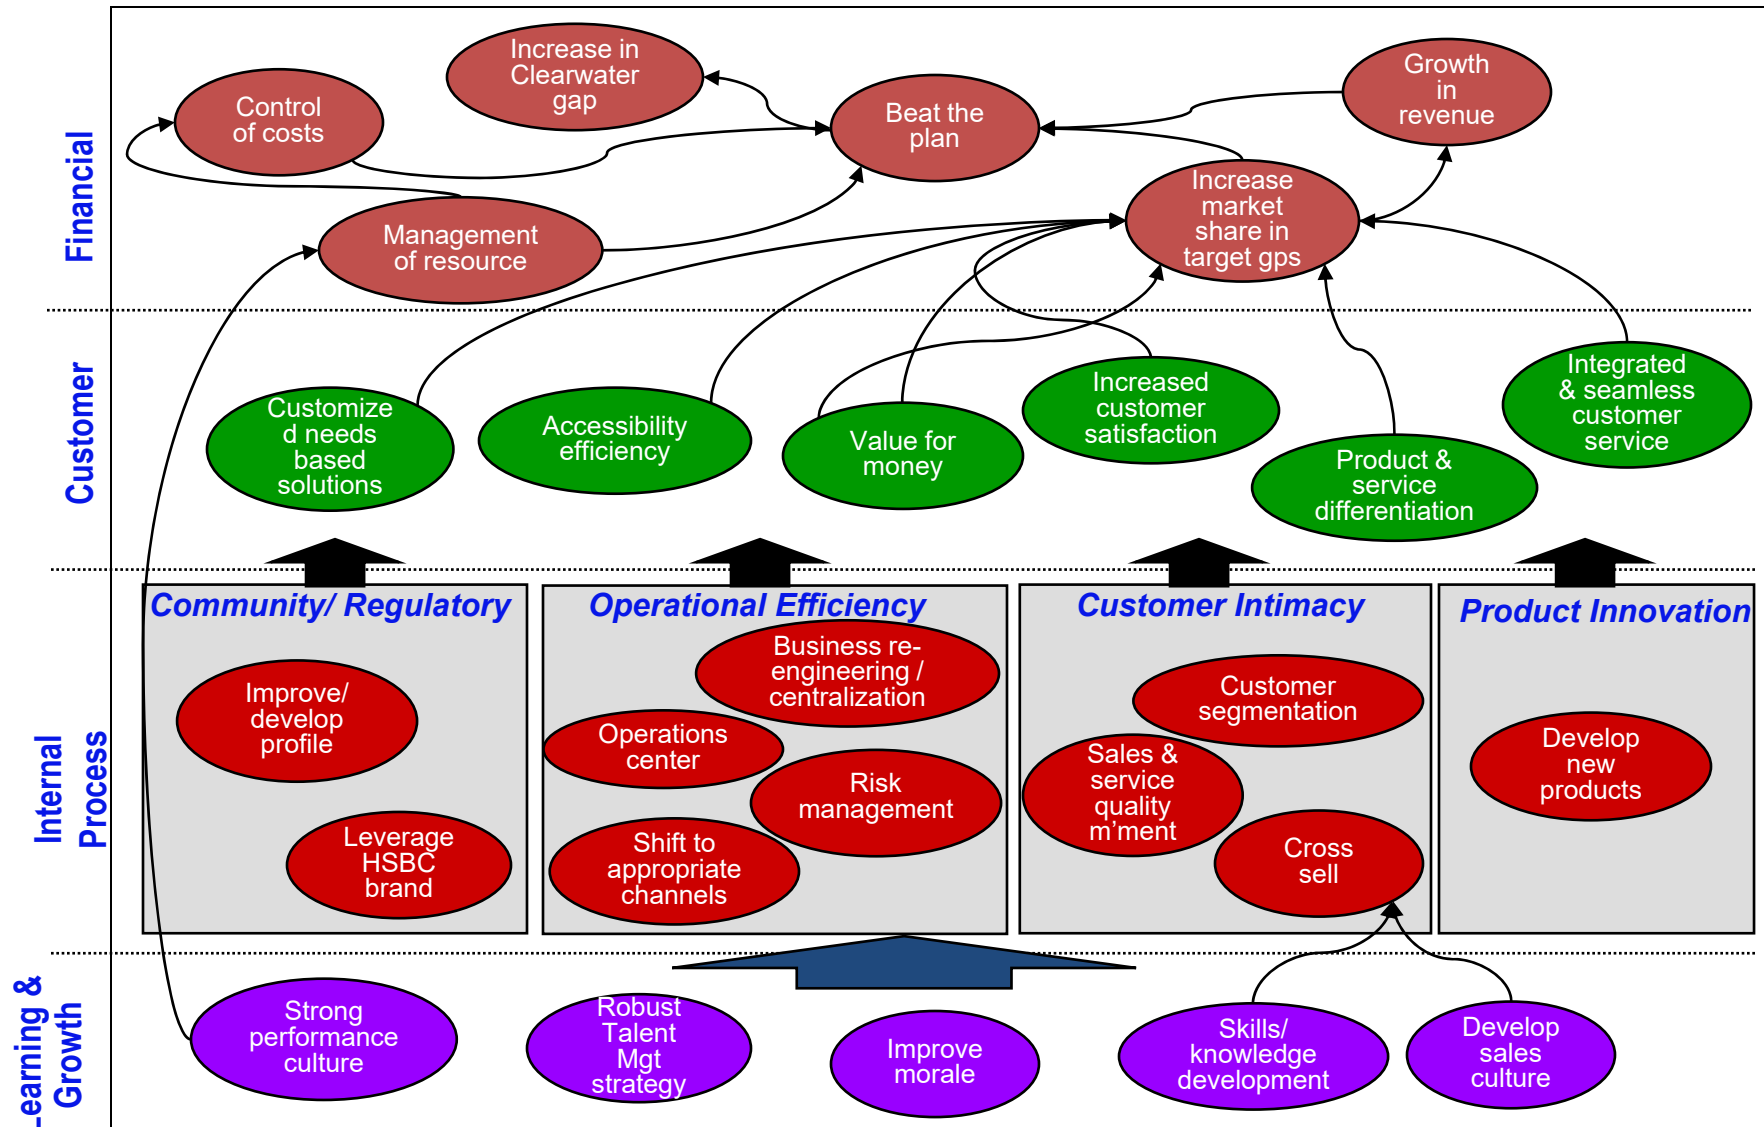 Financial
Increase in
Clearwater
gap
Growth
in
revenue
Control
of costs
Beat the
plan
Increase
market
share in
target gps
Management
of resource
Customer
Customize
d needs
based
solutions
Accessibility
efficiency
Value for
money
Increased
customer
satisfaction
Product &
service
differentiation
Integrated
& seamless
customer
service
Internal
Process
Community/ Regulatory
Improve/
develop
profile
Leverage
HSBC
brand
Operational Efficiency
Business re-
engineering /
centralization
Operations
center
Risk
management
Shift to
appropriate
channels
Customer Intimacy
Customer
segmentation
Sales &
service
quality
m’ment
Cross
sell
Product Innovation
Develop
new
products
Learning &
Growth
Strong
performance
culture
Robust
Talent
Mgt
strategy
Improve
morale
Skills/
knowledge
development
Develop
sales
culture